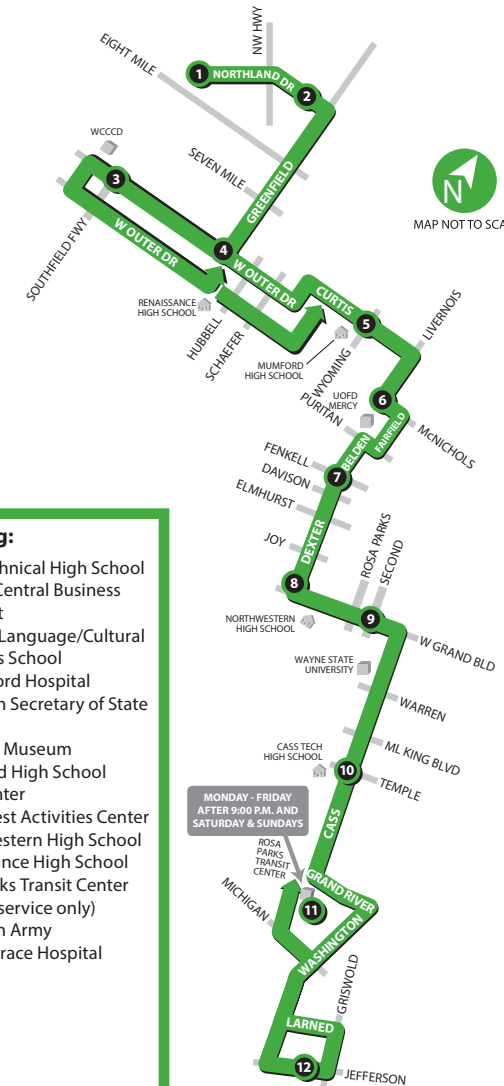 NW HWY
EIGHT MILE
1
NORTHLAND DR
2
WCCCD
SEVEN MILE
GREENFIELD
N
MAP NOT TO SCA
3
4
SOUTHFIELD FWY
W OUTER DR
W OUTER DR
CURTIS
5
LIVERNOIS
RENAISSANCE
HIGH SCHOOL
HUBBELL
SCHAEFER
MUMFORD
HIGH SCHOOL
WYOMING
UOFD
MERCY
6
PURITAN
FAIRFIELD
McNICHOLS
BELDEN
FENKELL
7
DAVISON
ELMHURST
DEXTER
JOY
ROSA PARKS
SECOND
8
NORTHWESTERN
HIGH SCHOOL
9
W GRAND BLD
WAYNE STATE
UNIVERSITY
WARREN
ML KING BLVD
CASS TECH
HIGH SCHOOL
10
TEMPLE
MONDAY - FRIDAY
AFTER 9:00 P.M. AND
SATURDAY & SUNDAYS
CASS
ROSA
PARKS
TRANSIT
CENTER
GRAND RIVER
MICHIGAN
11
WASHINGTON
GRISWOLD
LARNED
12
JEFFERSON
g:
hnical High School
Central Business
t
Language/Cultural
s School
ord Hospital
n Secretary of State
Museum
d High School
nter
est Activities Center
estern High School
nce High School
ks Transit Center
service only)
n Army
race Hospital